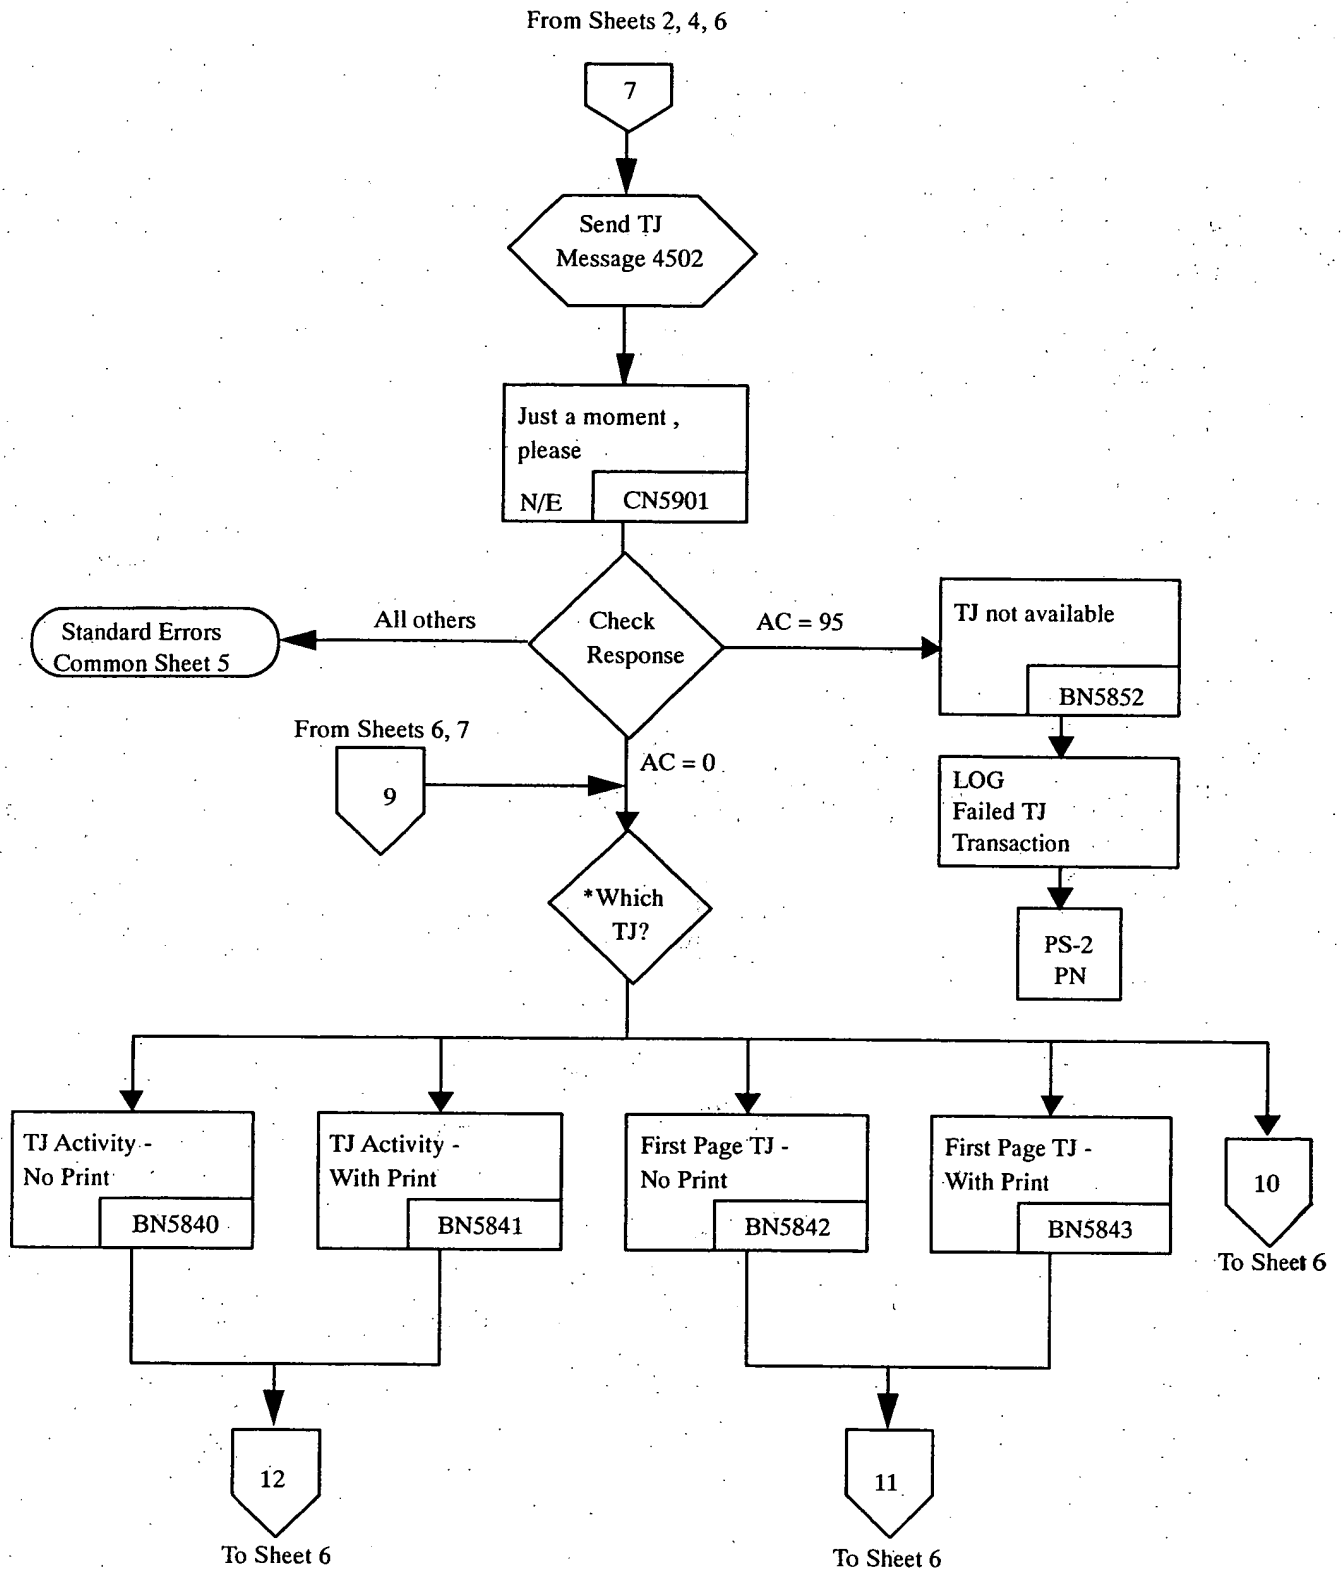 From Sheets 2, 4, 6
7
Send TJ
Message 4502
Just a moment ,
please
N/E
CN5901
Check
Response
All others
Standard Errors
Common Sheet 5
AC = 95
TJ not available
BN5852
LOG
Failed TJ
Transaction
PS-2
PN
AC = 0
From Sheets 6, 7
9
*Which
TJ?
TJ Activity -
No Print
BN5840
TJ Activity -
With Print
BN5841
First Page TJ -
No Print
BN5842
First Page TJ -
With Print
BN5843
10
To Sheet 6
12
To Sheet 6
11
To Sheet 6